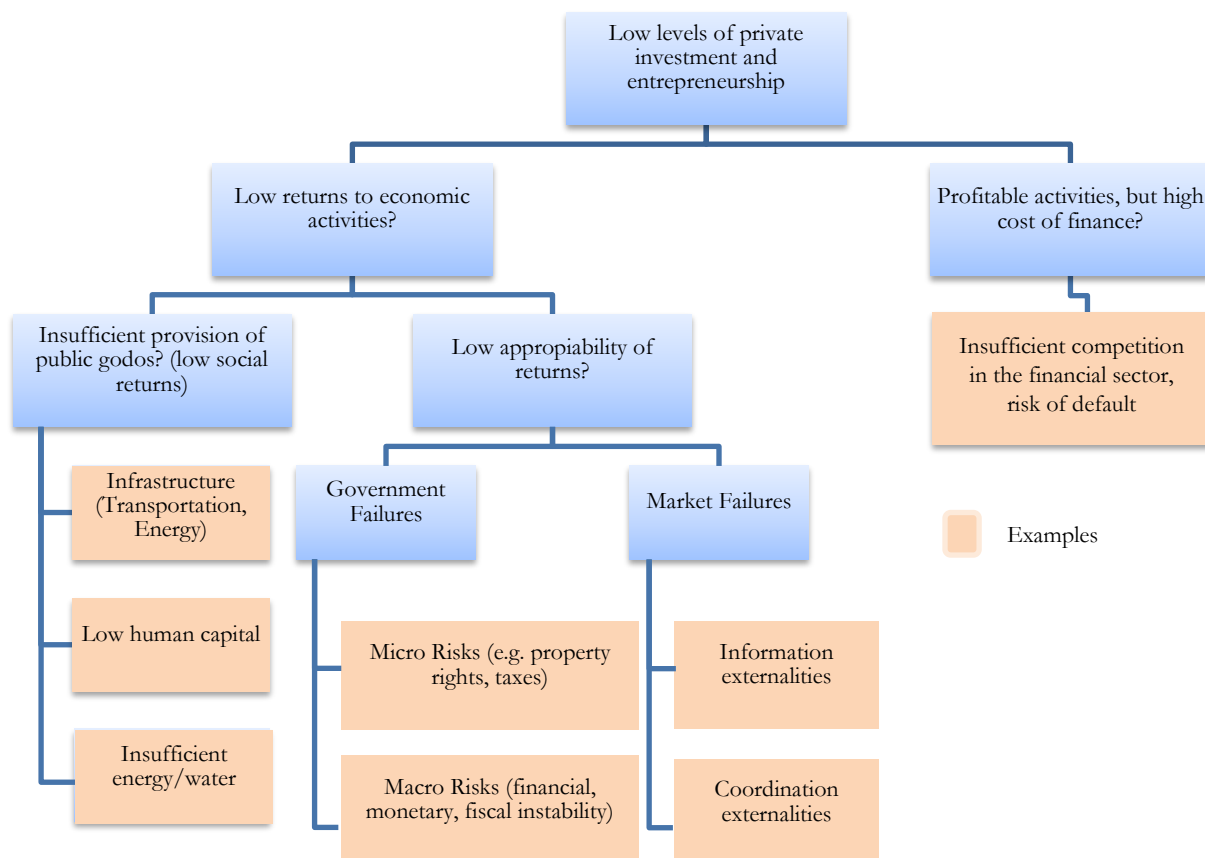 Low levels of private
investment and
entrepreneurship
Low returns to economic
activities?
Profitable activities, but high
cost of finance?
Insufficient provision of
public godos? (low social
returns)
Low appropiability of
returns?
Insufficient competition
in the financial sector,
risk of default
Infrastructure
(Transportation,
Energy)
Government
Failures
Market Failures
Examples
Low human capital
Micro Risks (e.g. property
rights, taxes)
Information
externalities
Insufficient
energy/water
Macro Risks (financial,
monetary, fiscal instability)
Coordination
externalities